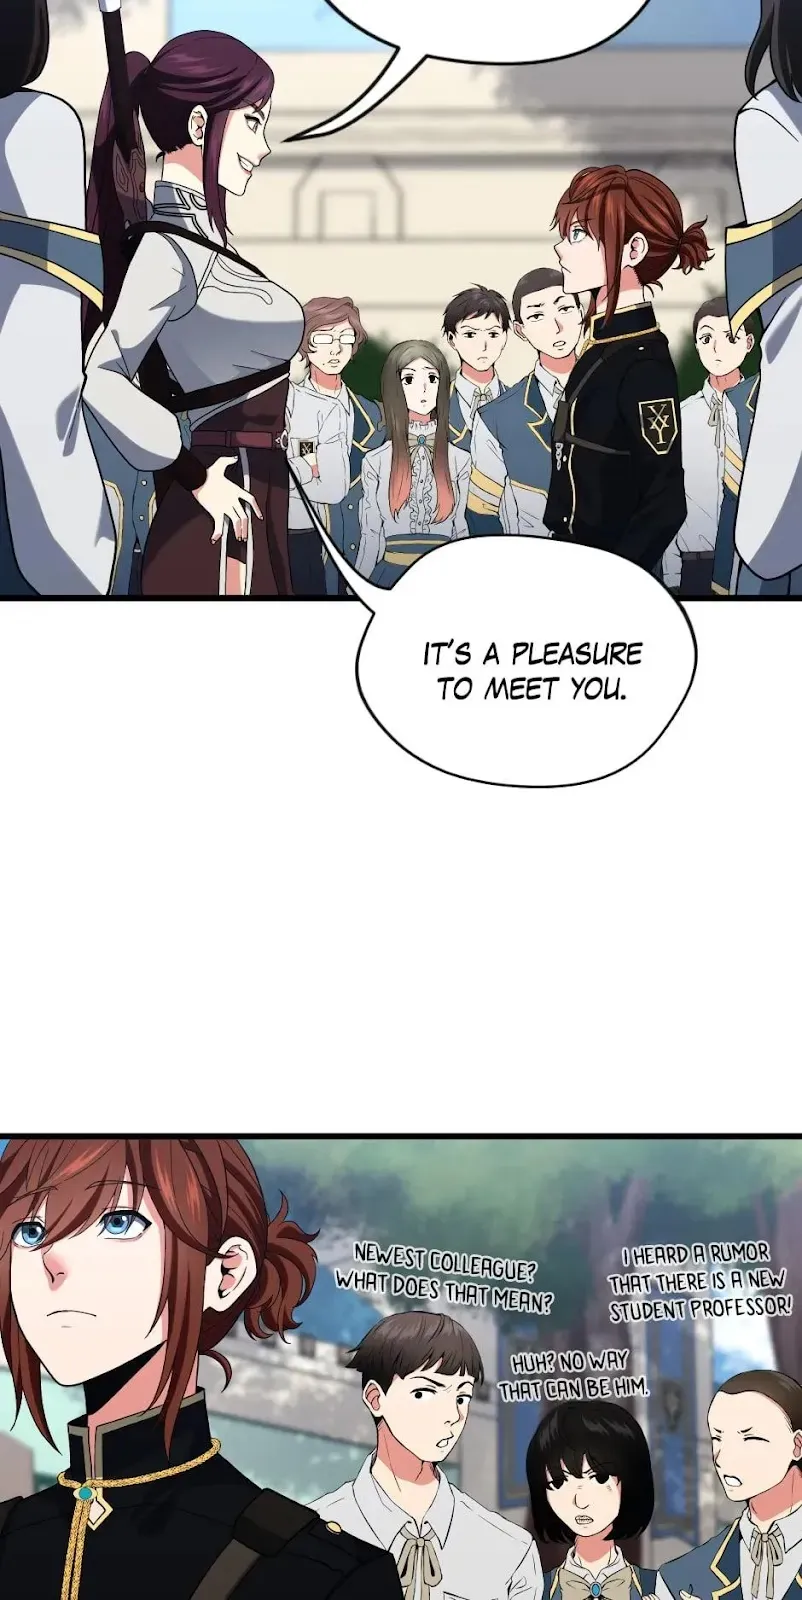 IT'S A PLEASURE
TO MEET YOU.
NEWEST COLLEAGUE?
WHAT DOES THAT MEAN?
I HEARD A RUMOR
THAT THERE IS A NEW
STUDENT PROFESSOR!
HUH? NO WAY
THAT CAN BE HIM.